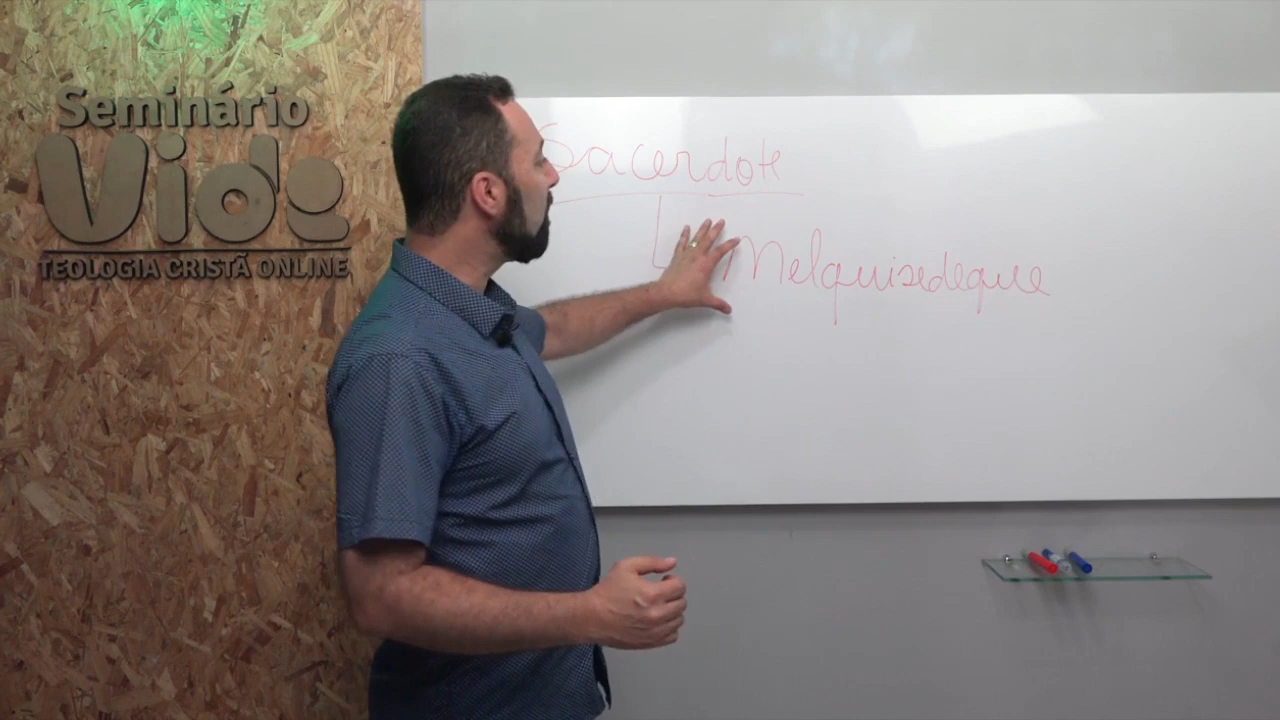 Seminário
Vida
TEOLOGIA CRISTÃ ONLINE
Sacerdote
Melquisedeque